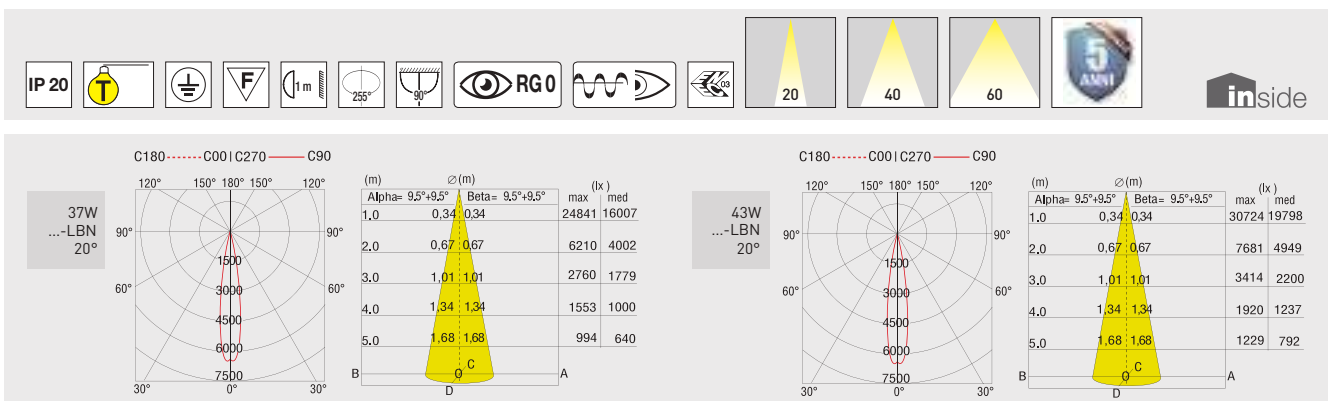 IP 20
T
F
1 m
255°
90°
RG 0
03
20
40
60
5
ANNI
inside
37W
...-LBN
20°
C180 C00 | C270 C90
120° 150° 180° 150° 120°
90° 90°
60° 60°
1500
3000
4500
6000
7500
30° 0° 30°
(m) ∅(m) (lx )
Alpha= 9.5°+9.5° Beta= 9.5°+9.5° max med
1.0 0,34 0,34 24841 16007
2.0 0,67 0,67 6210 4002
3.0 1,01 1,01 2760 1779
4.0 1,34 1,34 1553 1000
5.0 1,68 1,68 994 640
C
B O A
D
43W
...-LBN
20°
C180 C00 | C270 C90
120° 150° 180° 150° 120°
90° 90°
60° 60°
1500
3000
4500
6000
7500
30° 0° 30°
(m) ∅(m) (lx )
Alpha= 9.5°+9.5° Beta= 9.5°+9.5° max med
1.0 0,34 0,34 30724 19798
2.0 0,67 0,67 7681 4949
3.0 1,01 1,01 3414 2200
4.0 1,34 1,34 1920 1237
5.0 1,68 1,68 1229 792
C
B O A
D